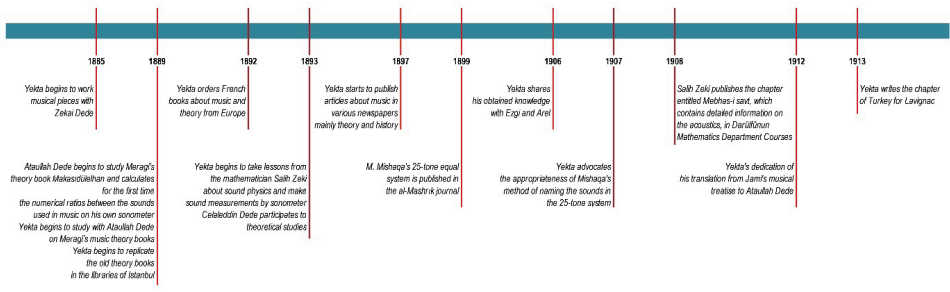 1885
1889
1892
1893
1897
1899
1906
1907
1908
1912
1913
Yekta begins to work
musical pieces with
Zekai Dede
Ataullah Dede begins to study Meragi's
theory book Makasıdülelhan and calculates
for the first time
the numerical ratios between the sounds
used in music on his own sonometer
Yekta begins to study with Ataullah Dede
on Meragi's music theory books
Yekta begins to replicate
the old theory books
in the libraries of Istanbul
Yekta orders French
books about music and
theory from Europe
Yekta begins to take lessons from
the mathematician Salih Zeki
about sound physics and make
sound measurements by sonometer
Celaleddin Dede participates to
theoretical studies
Yekta starts to publish
articles about music in
various newspapers
mainly theory and history
M. Mishaqa's 25-tone equal
system is published in
the al-Mashrık journal
Yekta shares
his obtained knowledge
with Ezgi and Arel
Yekta advocates
the appropriateness of Mishaqa's
method of naming the sounds in
the 25-tone system
Salih Zeki publishes the chapter
entitled Mebhas-i savt, which
contains detailed information on
the acoustics, in Darülfünun
Mathematics Department Courses
Yekta's dedication of
his translation from Jami's musical
treatise to Ataullah Dede
Yekta writes the chapter
of Turkey for Lavignac